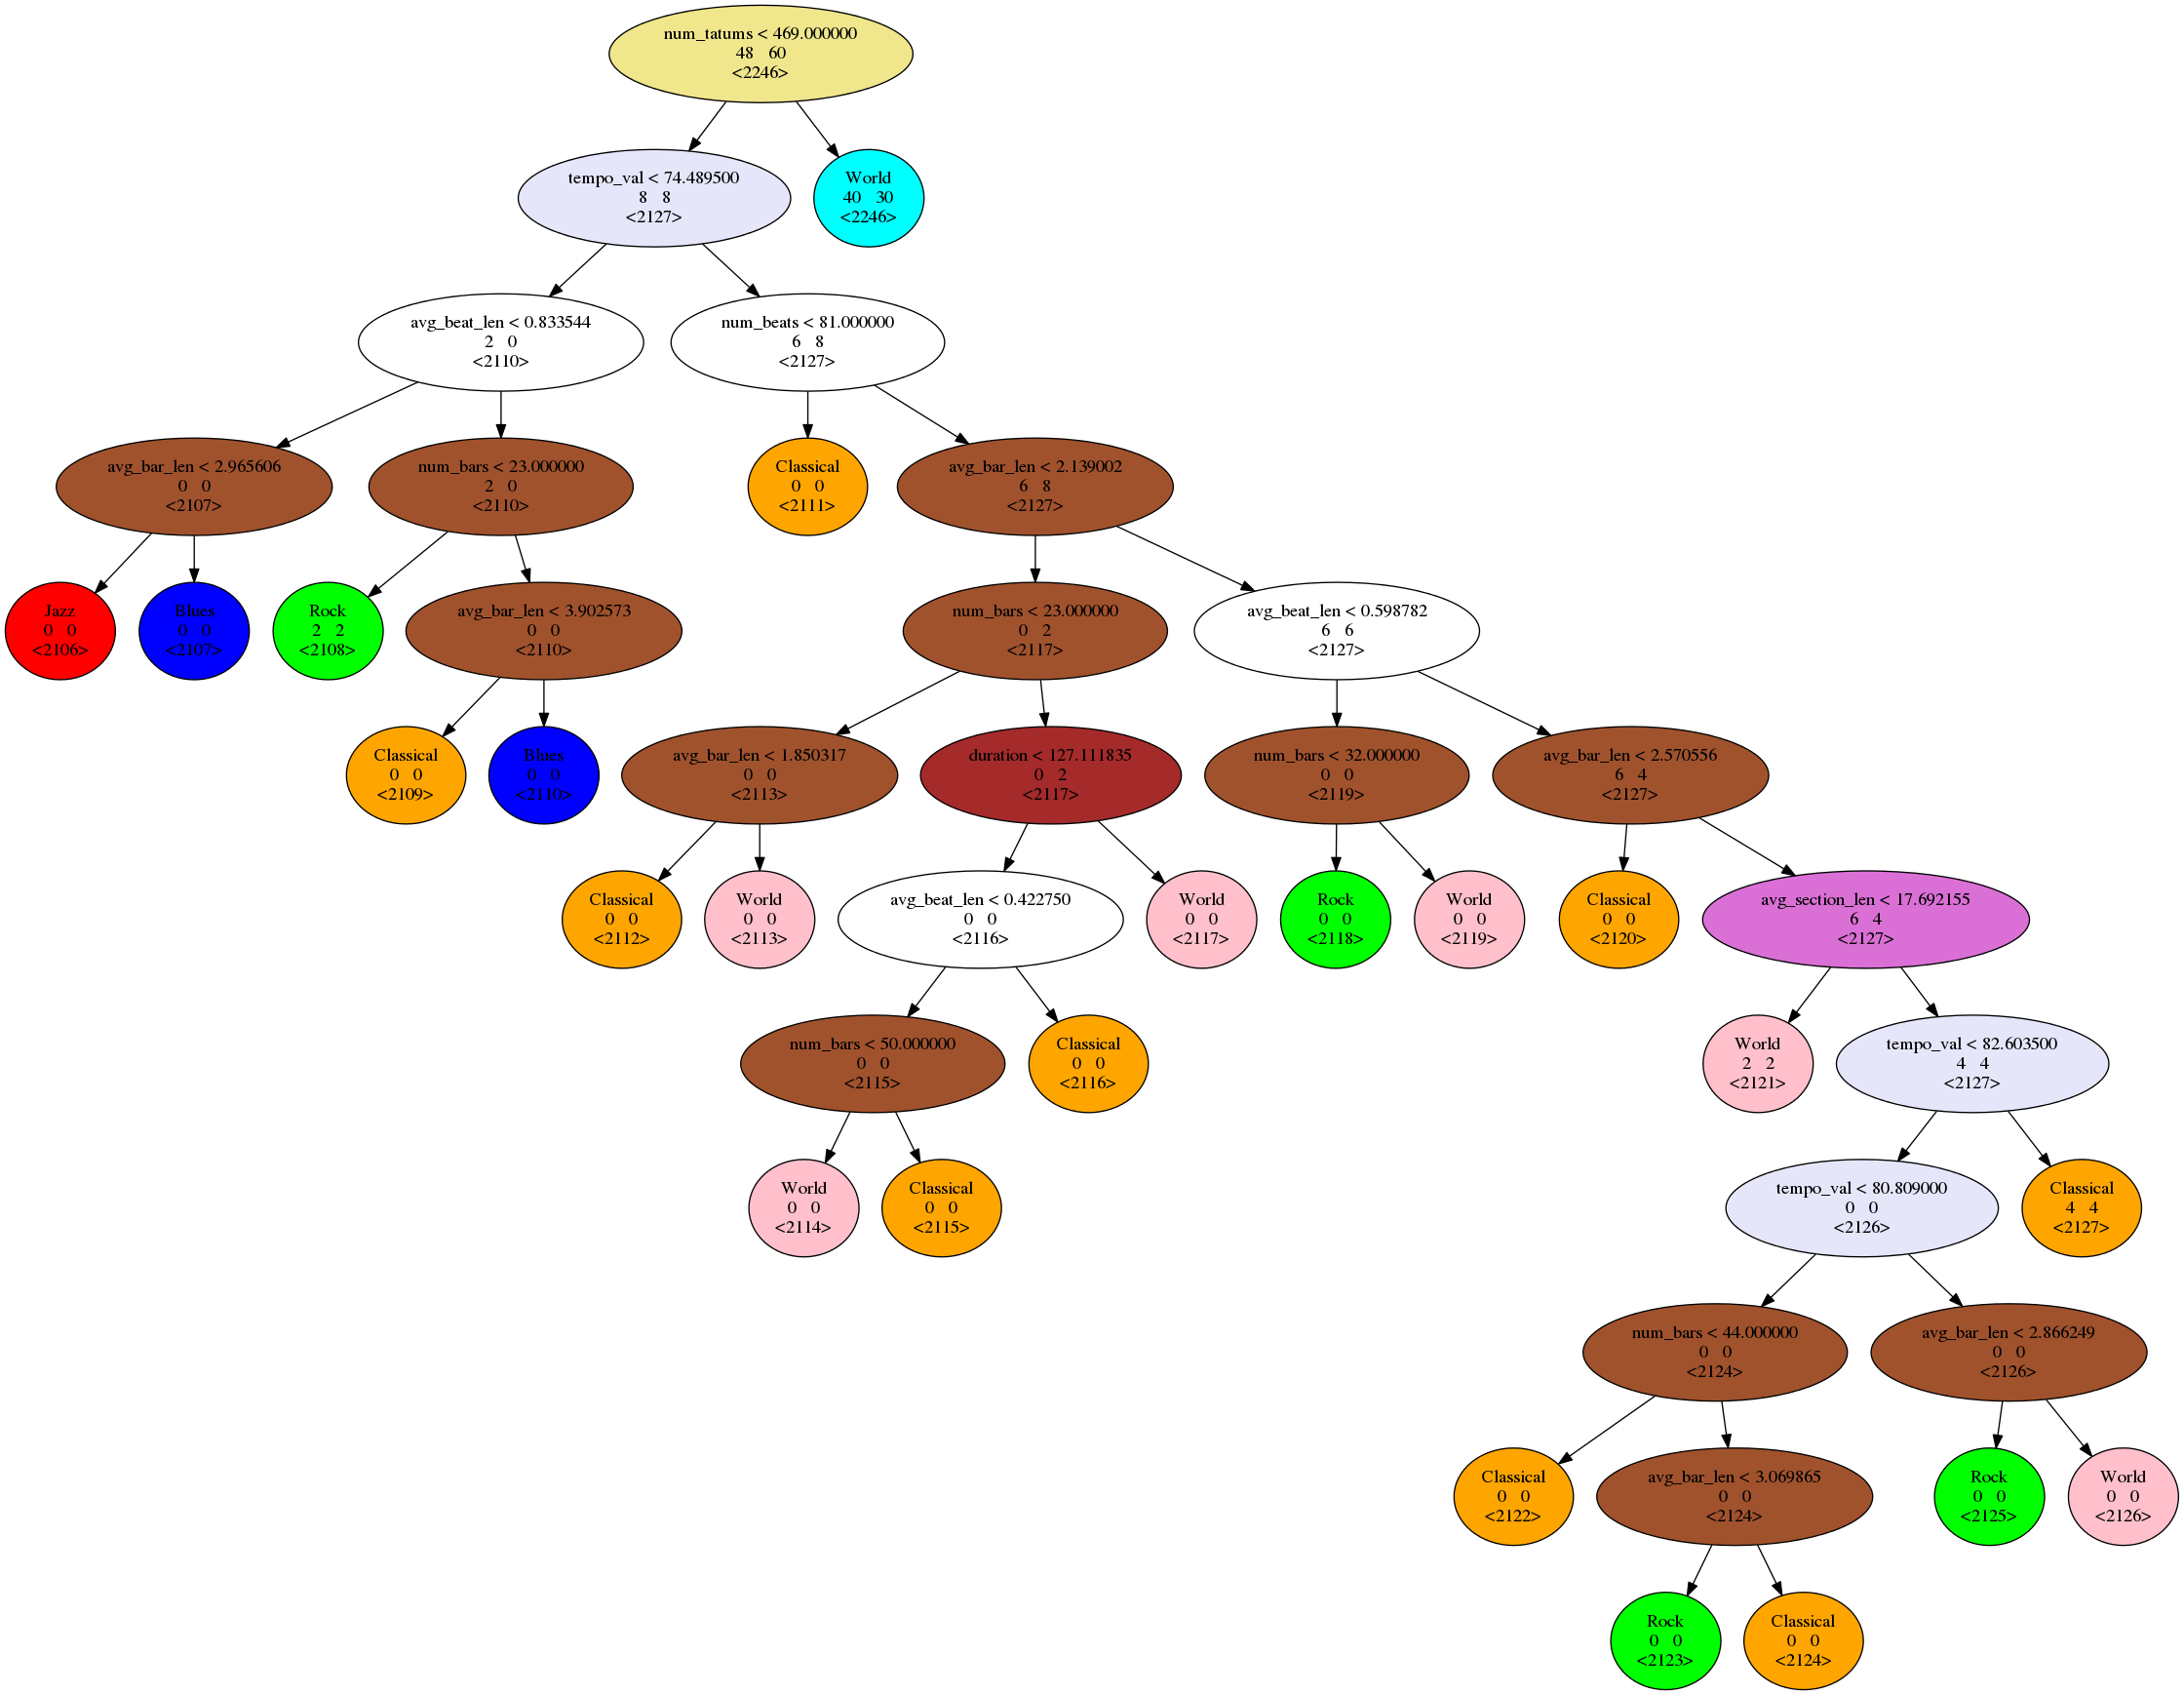 num_tatums < 469.000000
48 60
<2246>
tempo_val < 74.489500
8 8
<2127>
World
40 30
<2246>
avg_beat_len < 0.833544
2 0
<2110>
num_beats < 81.000000
6 8
<2127>
avg_bar_len < 2.965606
0 0
<2107>
num_bars < 23.000000
2 0
<2110>
Classical
0 0
<2111>
avg_bar_len < 2.139002
6 8
<2127>
Jazz
0 0
<2106>
Blues
0 0
<2107>
Rock
2 2
<2108>
avg_bar_len < 3.902573
0 0
<2110>
num_bars < 23.000000
0 2
<2117>
avg_beat_len < 0.598782
6 6
<2127>
Classical
0 0
<2109>
Blues
0 0
<2110>
avg_bar_len < 1.850317
0 0
<2113>
duration < 127.111835
0 2
<2117>
num_bars < 32.000000
0 0
<2119>
avg_bar_len < 2.570556
6 4
<2127>
Classical
0 0
<2112>
World
0 0
<2113>
avg_beat_len < 0.422750
0 0
<2116>
World
0 0
<2117>
Rock
0 0
<2118>
World
0 0
<2119>
Classical
0 0
<2120>
avg_section_len < 17.692155
6 4
<2127>
num_bars < 50.000000
0 0
<2115>
Classical
0 0
<2116>
World
2 2
<2121>
tempo_val < 82.603500
4 4
<2127>
World
0 0
<2114>
Classical
0 0
<2115>
tempo_val < 80.809000
0 0
<2126>
Classical
4 4
<2127>
num_bars < 44.000000
0 0
<2124>
avg_bar_len < 2.866249
0 0
<2126>
Classical
0 0
<2122>
avg_bar_len < 3.069865
0 0
<2124>
Rock
0 0
<2125>
World
0 0
<2126>
Rock
0 0
<2123>
Classical
0 0
<2124>